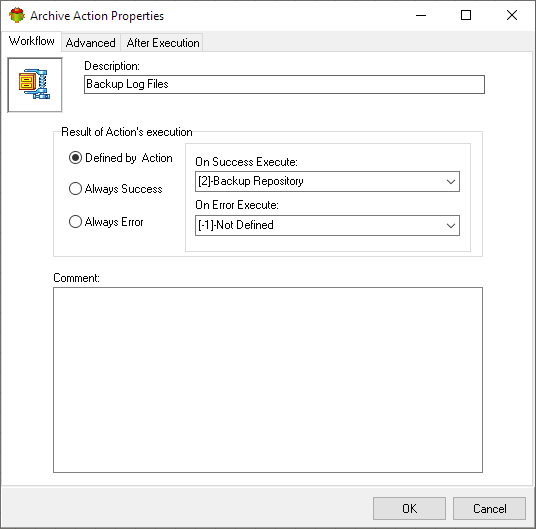 Archive Action Properties
Workflow
Advanced
After Execution
Description:
Backup Log Files
Result of Action's execution
Defined by Action
Always Success
Always Error
On Success Execute:
[2]-Backup Repository
On Error Execute:
[-1]-Not Defined
Comment:
OK
Cancel